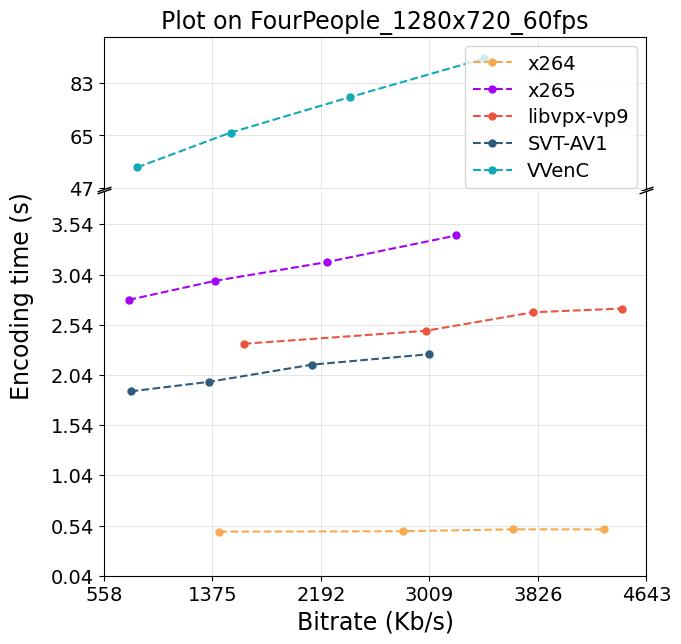 Plot on FourPeople_1280x720_60fps
x264
x265
libvpx-vp9
SVT-AV1
VVenC
83
65
47
3.54
3.04
2.54
2.04
1.54
1.04
0.54
0.04
Encoding time (s)
558 1375 2192 3009 3826 4643
Bitrate (Kb/s)